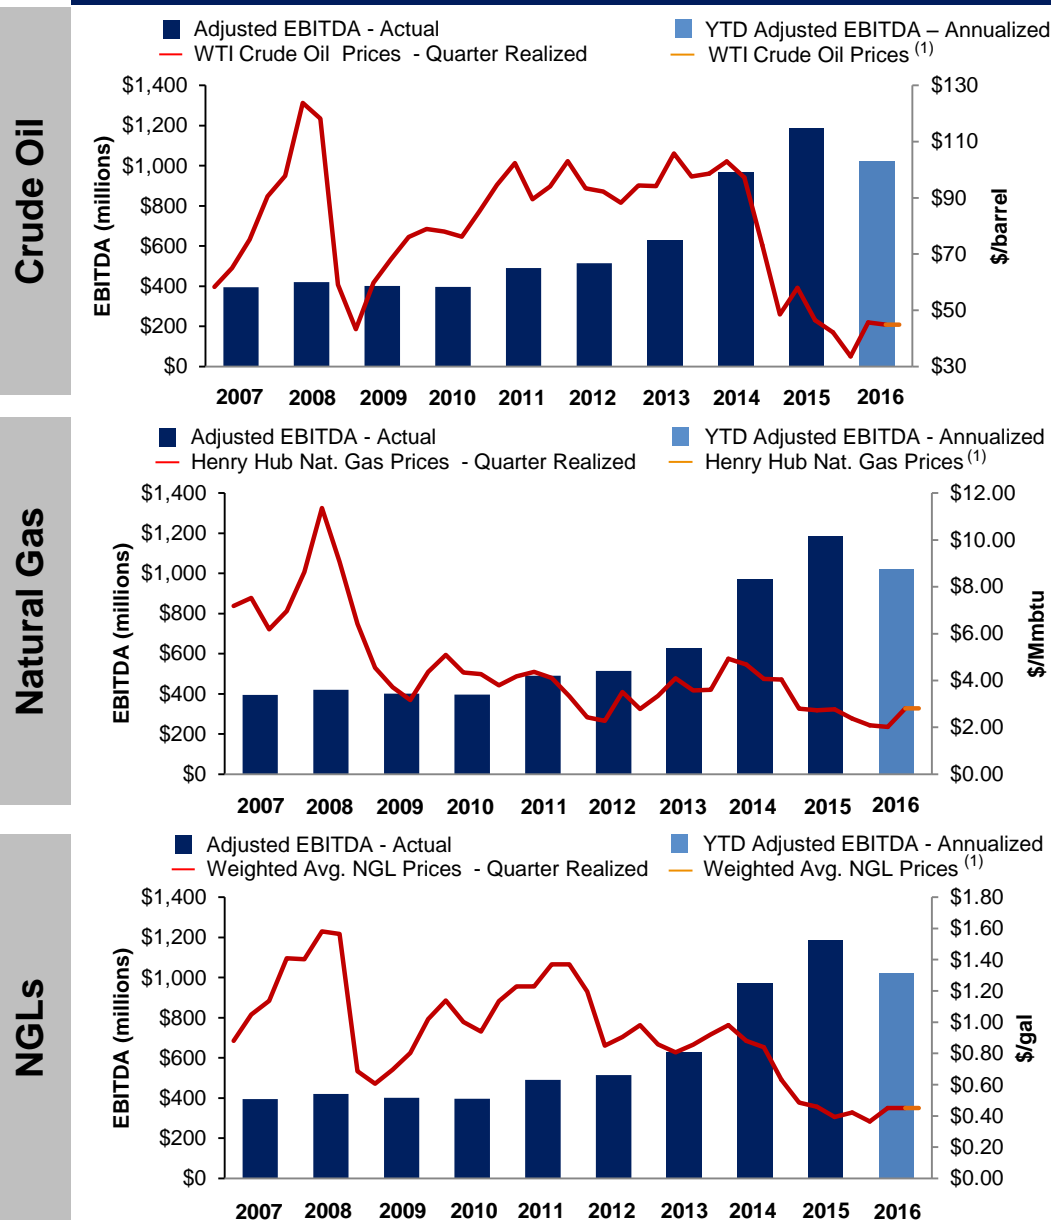 Crude Oil
Adjusted EBITDA - Actual
YTD Adjusted EBITDA – Annualized
WTI Crude Oil  Prices  - Quarter Realized
WTI Crude Oil Prices (1)
EBITDA (millions)
$1,400
$1,200
$1,000
$800
$600
$400
$200
$0
$130
$110
$90
$70
$50
$30
$/barrel
2007 2008 2009 2010 2011 2012 2013 2014 2015 2016
Natural Gas
Adjusted EBITDA - Actual
YTD Adjusted EBITDA - Annualized
Henry Hub Nat. Gas Prices  - Quarter Realized
Henry Hub Nat. Gas Prices (1)
EBITDA (millions)
$1,400
$1,200
$1,000
$800
$600
$400
$200
$0
$12.00
$10.00
$8.00
$6.00
$4.00
$2.00
$0.00
$/Mmbtu
2007 2008 2009 2010 2011 2012 2013 2014 2015 2016
NGLs
Adjusted EBITDA - Actual
YTD Adjusted EBITDA - Annualized
Weighted Avg. NGL Prices  - Quarter Realized
Weighted Avg. NGL Prices (1)
EBITDA (millions)
$1,400
$1,200
$1,000
$800
$600
$400
$200
$0
$1.80
$1.60
$1.40
$1.20
$1.00
$0.80
$0.60
$0.40
$0.20
$0.00
$/gal
2007 2008 2009 2010 2011 2012 2013 2014 2015 2016